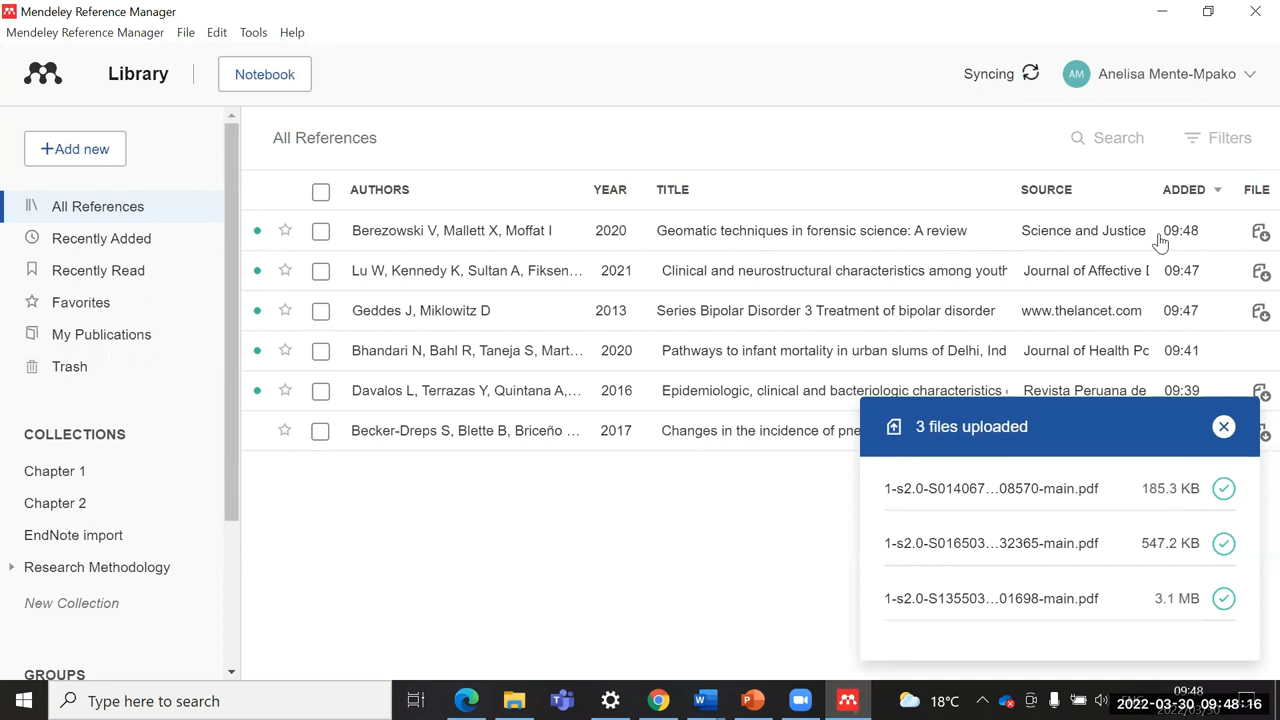 Mendeley Reference Manager
Mendeley Reference Manager File Edit Tools Help
Library Notebook Syncing AM Anelisa Mente-Mpako
+Add new
All References
Recently Added
Recently Read
Favorites
My Publications
Trash
COLLECTIONS
Chapter 1
Chapter 2
EndNote import
Research Methodology
New Collection
GROUPS
All References Search Filters
AUTHORS YEAR TITLE SOURCE ADDED FILE
Berezowski V, Mallett X, Moffat I 2020 Geomatic techniques in forensic science: A review Science and Justice 09:48
Lu W, Kennedy K, Sultan A, Fiksen... 2021 Clinical and neurostructural characteristics among youth Journal of Affective 09:47
Geddes J, Miklowitz D 2013 Series Bipolar Disorder 3 Treatment of bipolar disorder www.thelancet.com 09:47
Bhandari N, Bahl R, Taneja S, Mart... 2020 Pathways to infant mortality in urban slums of Delhi, Ind Journal of Health Pc 09:41
Davalos L, Terrazas Y, Quintana A,... 2016 Epidemiologic, clinical and bacteriologic characteristics Revista Peruana de 09:39
Becker-Dreps S, Blette B, Briceño ... 2017 Changes in the incidence of pne
3 files uploaded
1-s2.0-S014067...08570-main.pdf 185.3 KB
1-s2.0-S016503...32365-main.pdf 547.2 KB
1-s2.0-S135503...01698-main.pdf 3.1 MB
Type here to search 18°C ENG 09:48
2022-03-30 09:48:16